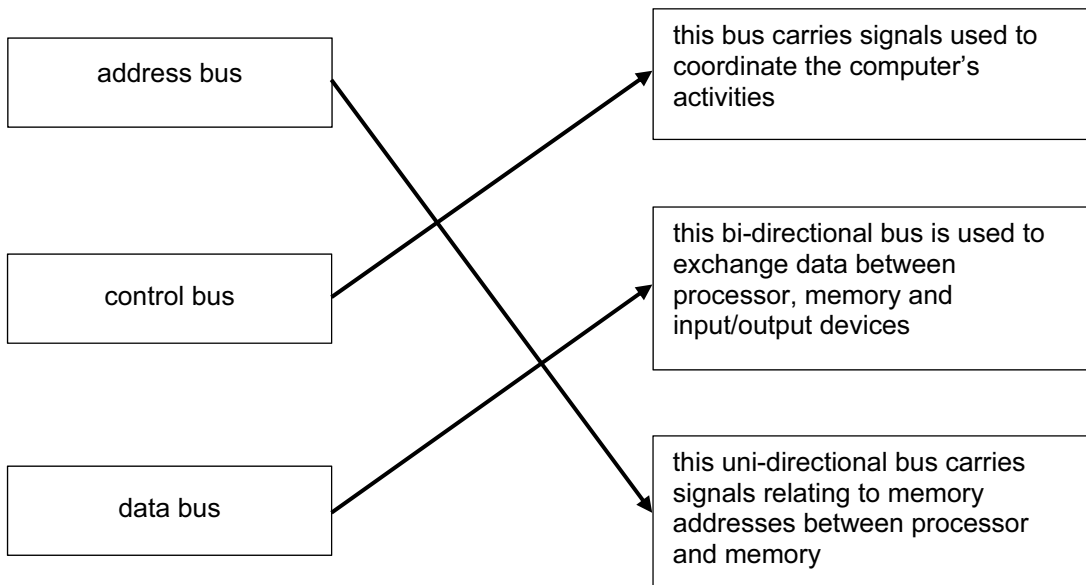 address bus
this bus carries signals used to
coordinate the computer’s
activities
control bus
this bi-directional bus is used to
exchange data between
processor, memory and
input/output devices
data bus
this uni-directional bus carries
signals relating to memory
addresses between processor
and memory